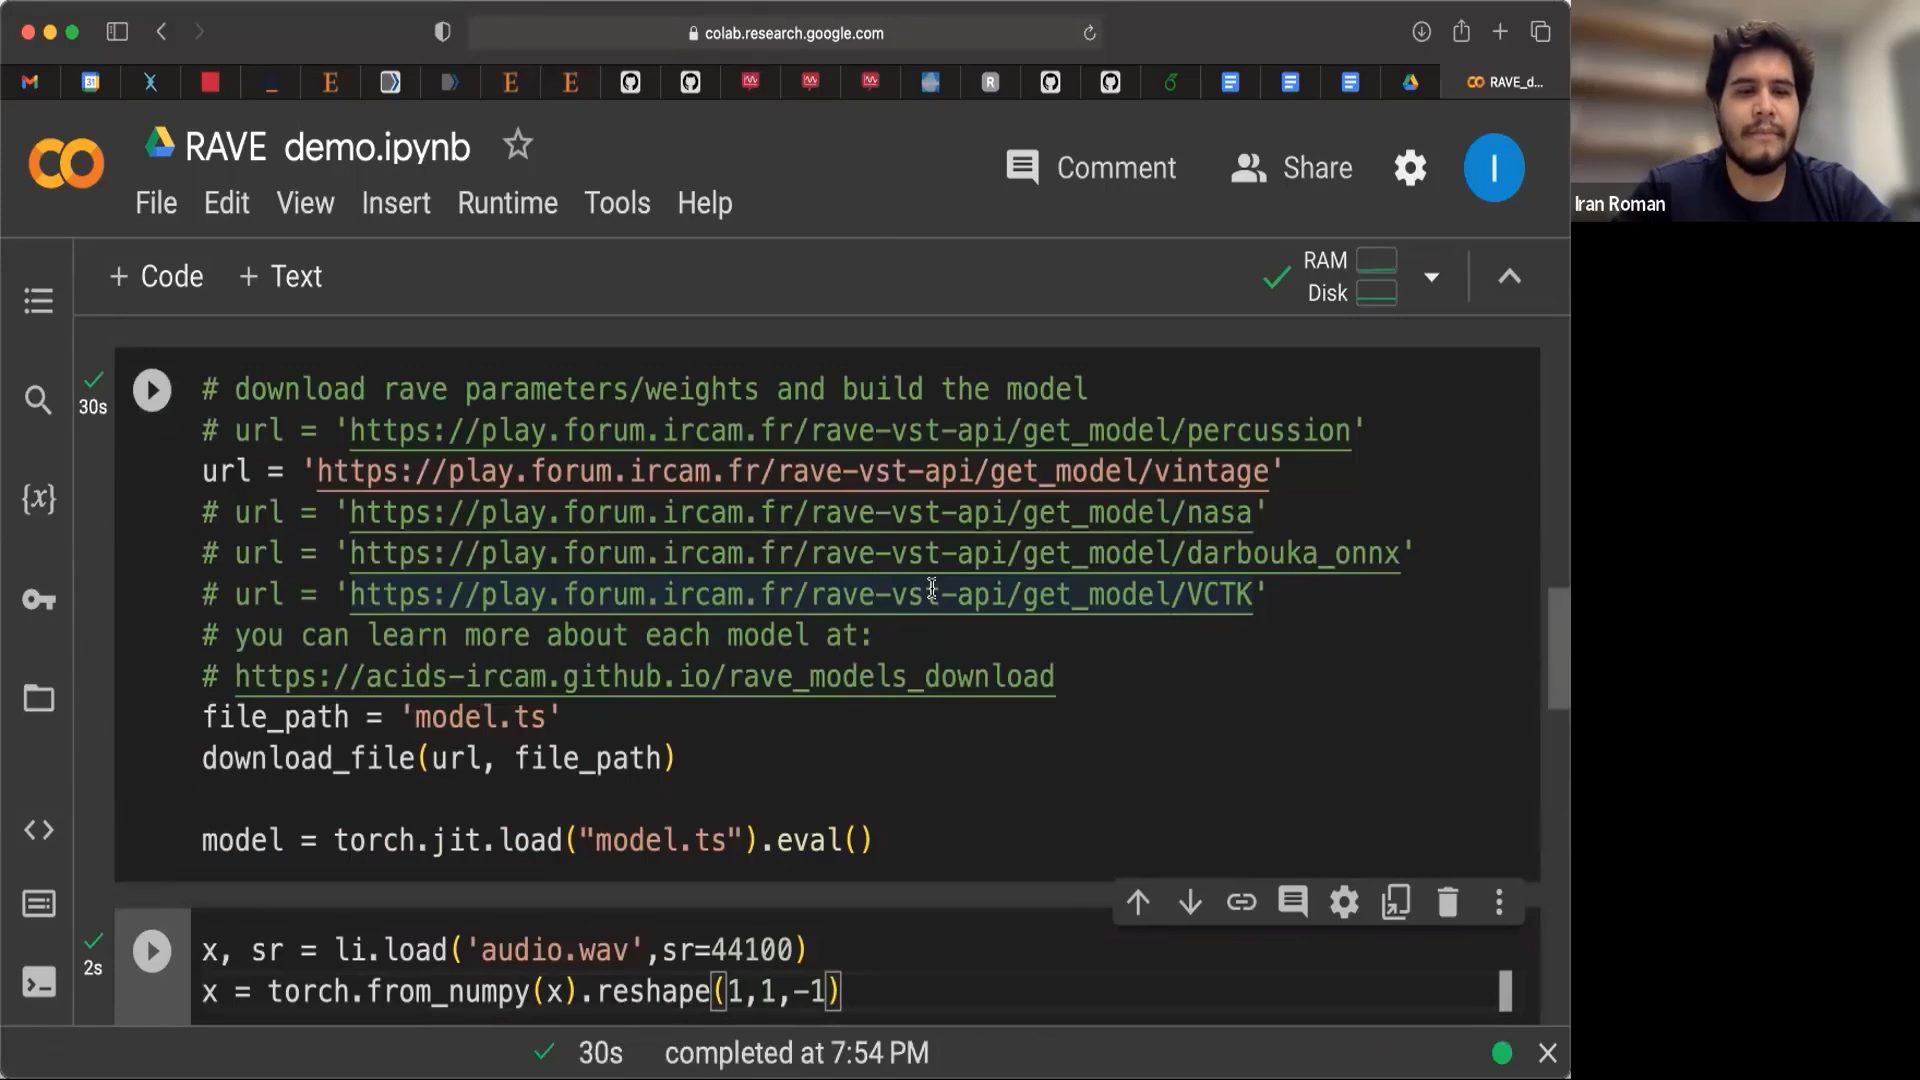 colab.research.google.com
RAVE_d...
RAVE demo.ipynb
Comment
Share
I
File Edit View Insert Runtime Tools Help
+ Code + Text
RAM
Disk
30s
# download rave parameters/weights and build the model
# url = 'https://play.forum.ircam.fr/rave-vst-api/get_model/percussion'
url = 'https://play.forum.ircam.fr/rave-vst-api/get_model/vintage'
# url = 'https://play.forum.ircam.fr/rave-vst-api/get_model/nasa'
# url = 'https://play.forum.ircam.fr/rave-vst-api/get_model/darbouka_onnx'
# url = 'https://play.forum.ircam.fr/rave-vst-api/get_model/VCTK'
# you can learn more about each model at:
# https://acids-ircam.github.io/rave_models_download
file_path = 'model.ts'
download_file(url, file_path)
model = torch.jit.load("model.ts").eval()
2s
x, sr = li.load('audio.wav',sr=44100)
x = torch.from_numpy(x).reshape(1,1,-1)
30s completed at 7:54 PM
Iran Roman